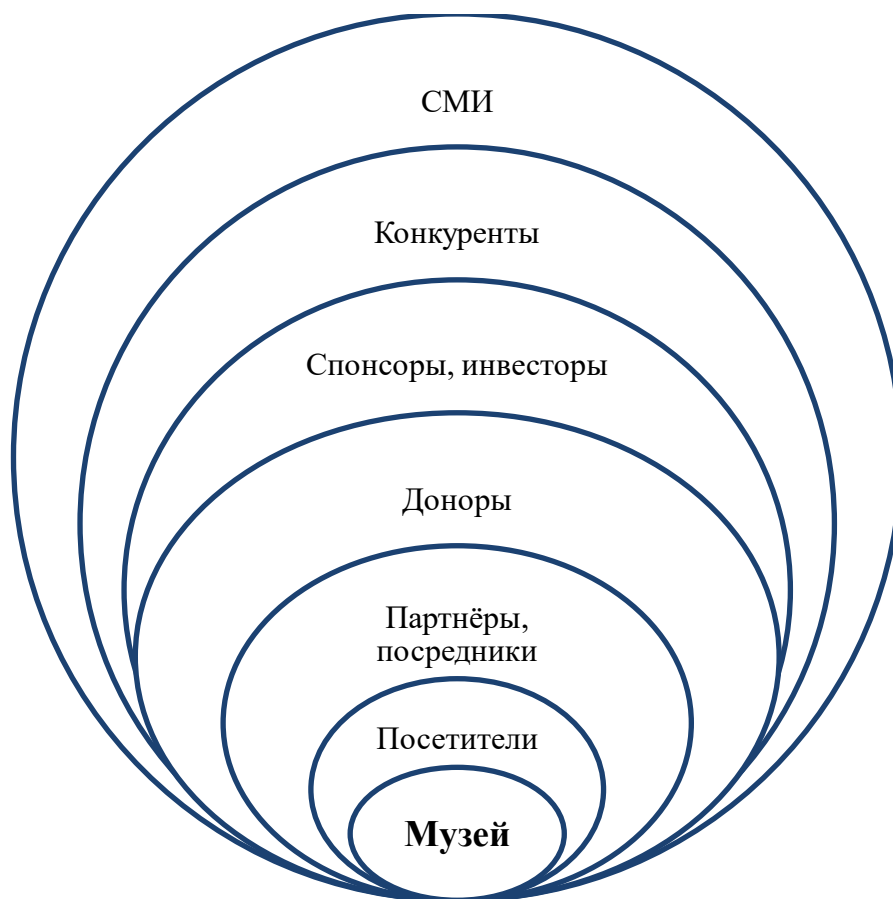 СМИ
Конкуренты
Спонсоры, инвесторы
Доноры
Партнёры,
посредники
Посетители
Музей